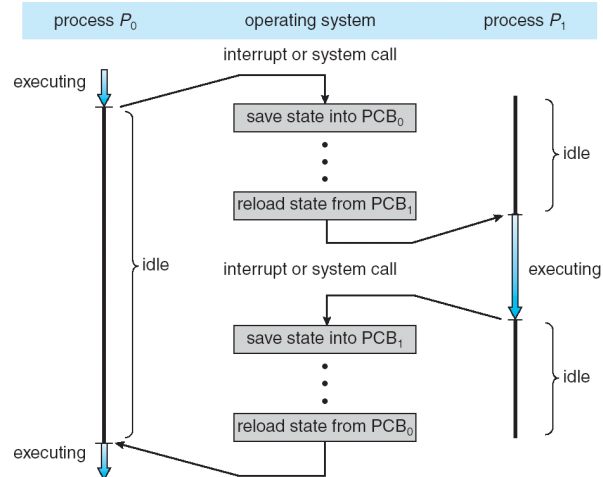 process P0 operating system process P1
interrupt or system call
executing
save state into PCB0
idle
reload state from PCB1
idle
interrupt or system call
executing
save state into PCB1
idle
reload state from PCB0
executing